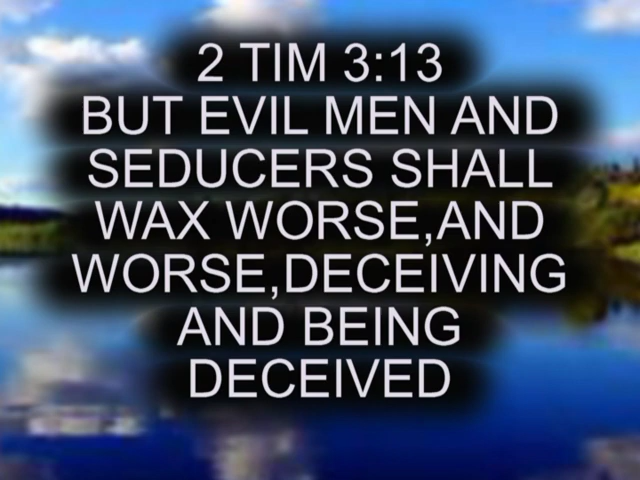 2 TIM 3:13
BUT EVIL MEN AND
SEDUCERS SHALL
WAX WORSE,AND
WORSE,DECEIVING
AND BEING
DECEIVED